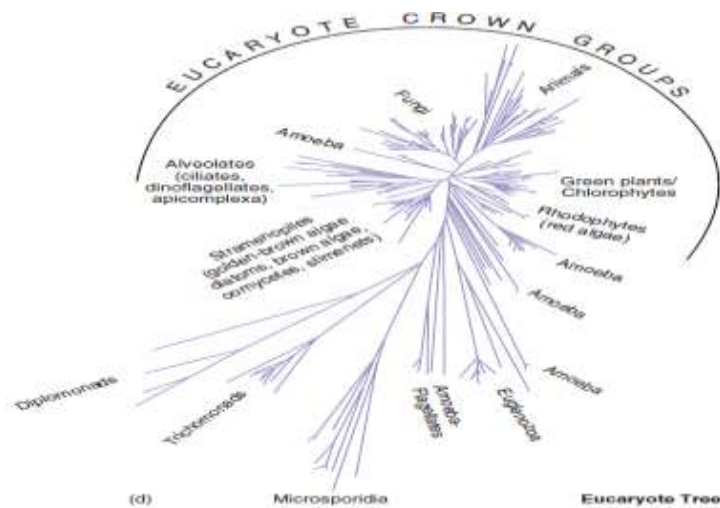 EUCARYOTE CROWN GROUPS
Fungi
Animals
Amoeba
Alveolates
(ciliates,
dinoflagellates,
apicomplexa)
Green plants/
Chlorophytes
Rhodophytes
(red algae)
Stramenopiles
(golden-brown algae
diatoms, brown algae,
oomycetes, slimenets)
Amoeba
Amoeba
Amoeba
Diplomonads
Trichomonads
Amoeba-
Flagellates
Euglenoza
(d)
Microsporidia
Eucaryote Tree